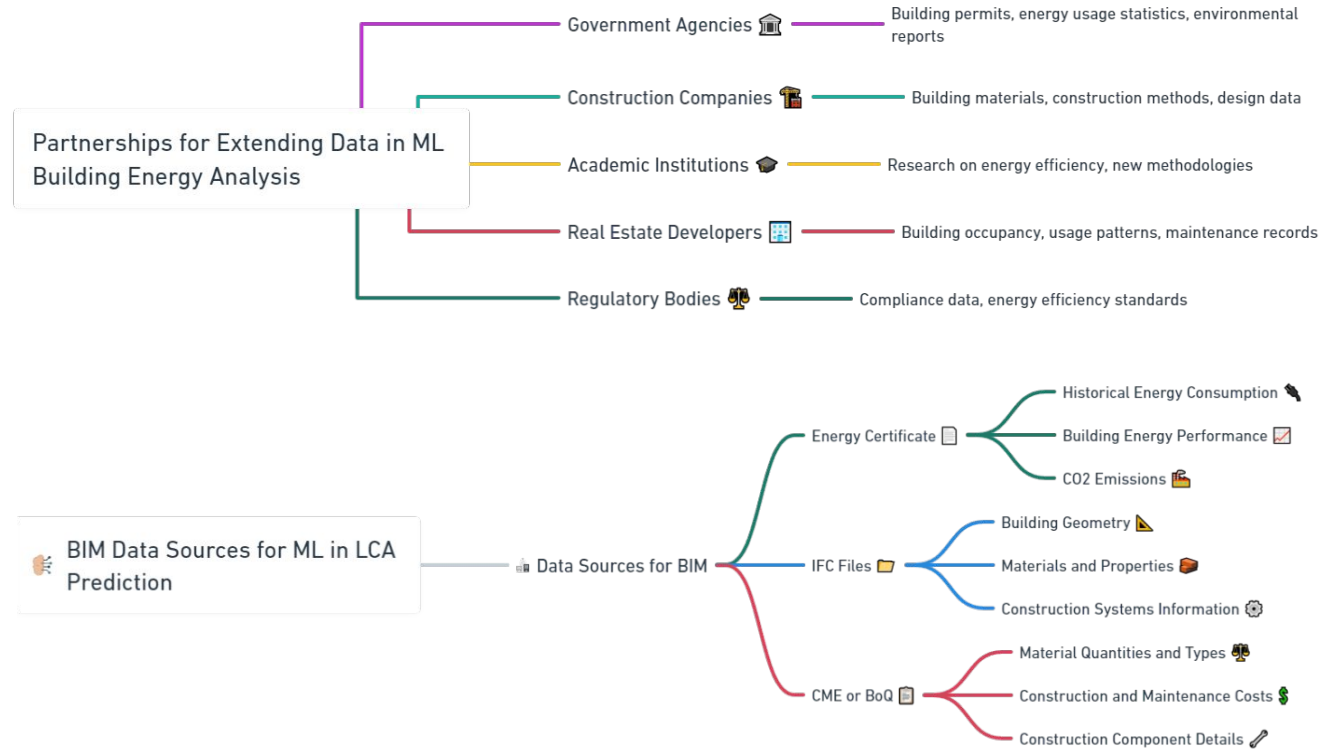 Government Agencies
Building permits, energy usage statistics, environmental
reports
Construction Companies
Building materials, construction methods, design data
Partnerships for Extending Data in ML
Building Energy Analysis
Academic Institutions
Research on energy efficiency, new methodologies
Real Estate Developers
Building occupancy, usage patterns, maintenance records
Regulatory Bodies
Compliance data, energy efficiency standards
BIM Data Sources for ML in LCA
Prediction
Data Sources for BIM
Energy Certificate
Historical Energy Consumption
Building Energy Performance
CO2 Emissions
IFC Files
Building Geometry
Materials and Properties
Construction Systems Information
CME or BoQ
Material Quantities and Types
Construction and Maintenance Costs
Construction Component Details